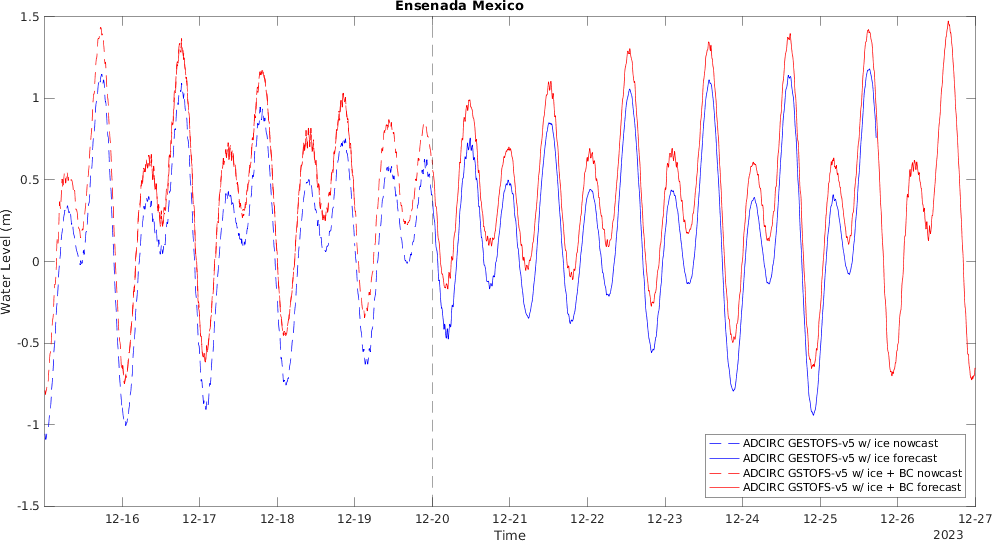 Ensenada Mexico
1.5
1
0.5
0
-0.5
-1
-1.5
Water Level (m)
12-16
12-17
12-18
12-19
12-20
12-21
12-22
12-23
12-24
12-25
12-26
12-27
Time
2023
ADCIRC GESTOFS-v5 w/ ice nowcast
ADCIRC GESTOFS-v5 w/ ice forecast
ADCIRC GSTOFS-v5 w/ ice + BC nowcast
ADCIRC GSTOFS-v5 w/ ice + BC forecast